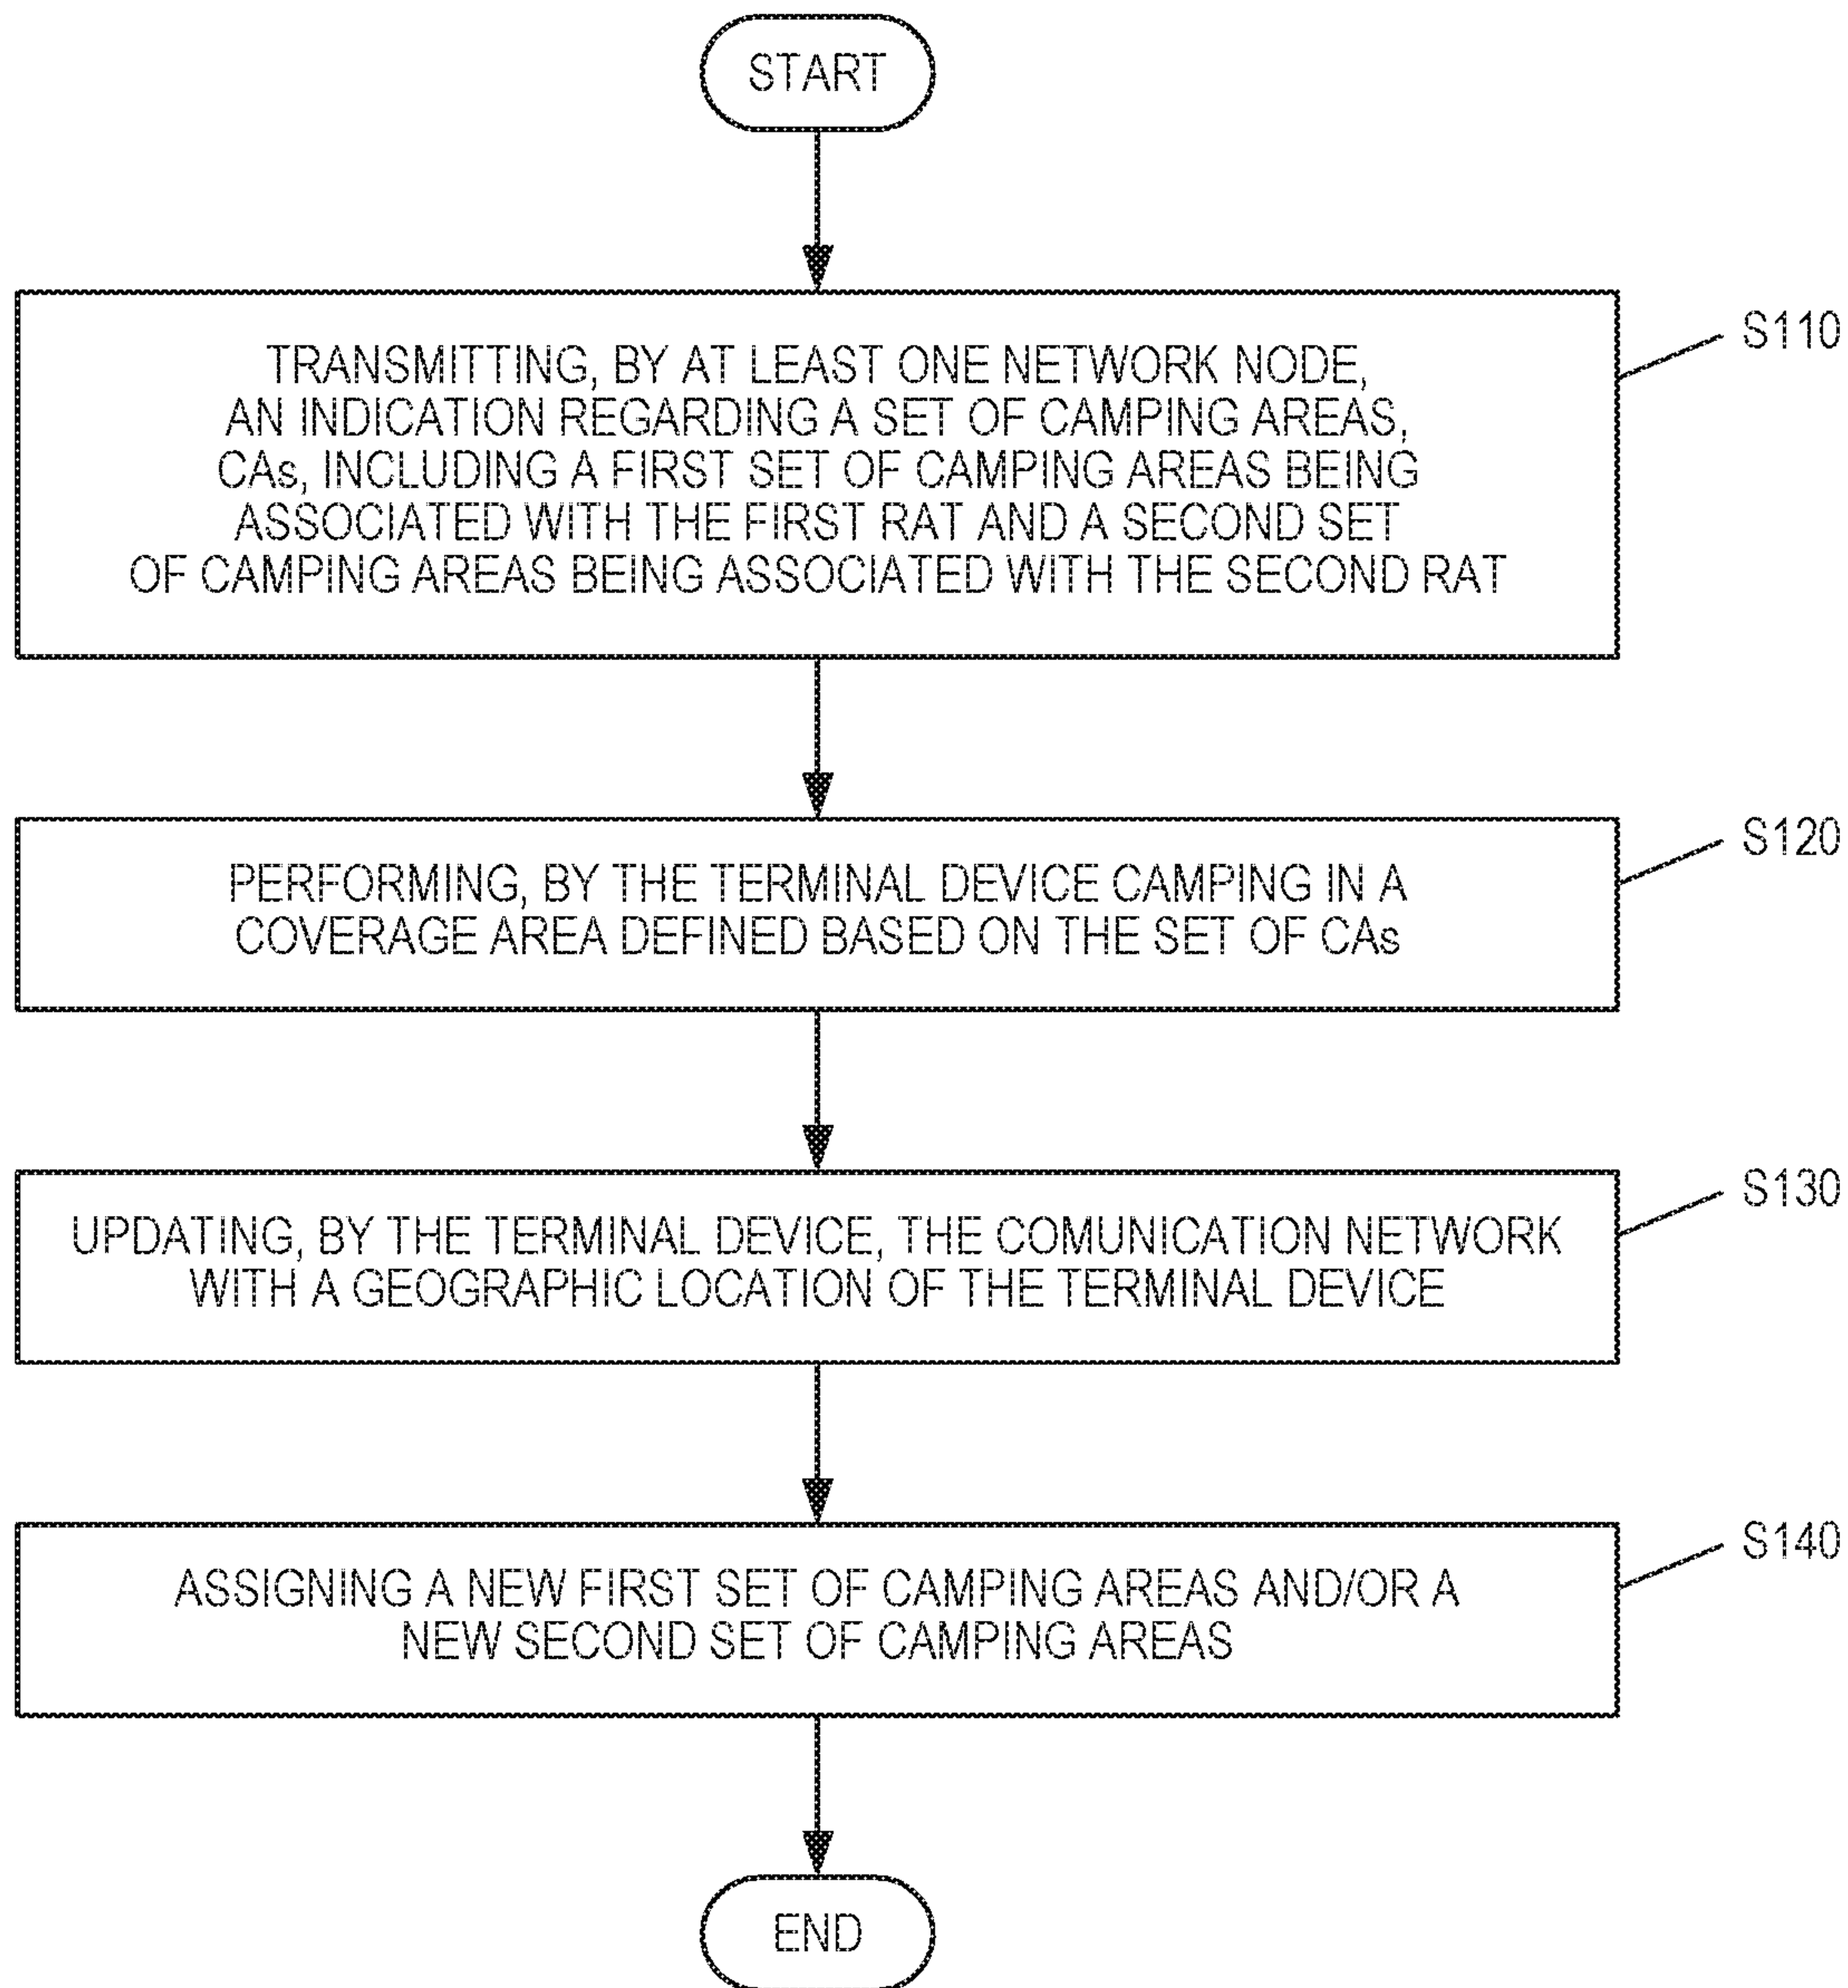 START
TRANSMITTING, BY AT LEAST ONE NETWORK NODE,
AN INDICATION REGARDING A SET OF CAMPING AREAS,
CAs, INCLUDING A FIRST SET OF CAMPING AREAS BEING
ASSOCIATED WITH THE FIRST RAT AND A SECOND SET
OF CAMPING AREAS BEING ASSOCIATED WITH THE SECOND RAT
S110
PERFORMING, BY THE TERMINAL DEVICE CAMPING IN A
COVERAGE AREA DEFINED BASED ON THE SET OF CAs
S120
UPDATING, BY THE TERMINAL DEVICE, THE COMUNICATION NETWORK
WITH A GEOGRAPHIC LOCATION OF THE TERMINAL DEVICE
S130
ASSIGNING A NEW FIRST SET OF CAMPING AREAS AND/OR A
NEW SECOND SET OF CAMPING AREAS
S140
END